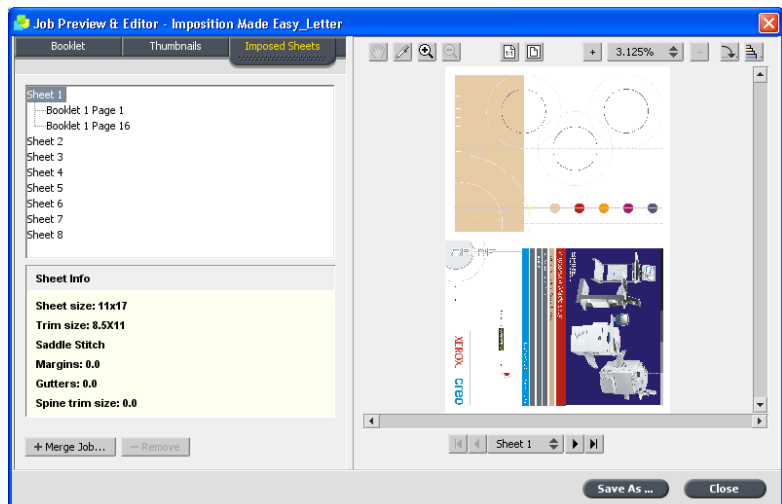 Job Preview & Editor - Imposition Made Easy_Letter
Booklet Thumbnails Imposed Sheets
3.125%
Sheet 1
Booklet 1 Page 1
Booklet 1 Page 16
Sheet 2
Sheet 3
Sheet 4
Sheet 5
Sheet 6
Sheet 7
Sheet 8
Sheet Info
Sheet size: 11x17
Trim size: 8.5X11
Saddle Stitch
Margins: 0.0
Gutters: 0.0
Spine trim size: 0.0
+ Merge Job...
— Remove
1:1
XEROX.
creo
Sheet 1
Save As ...
Close